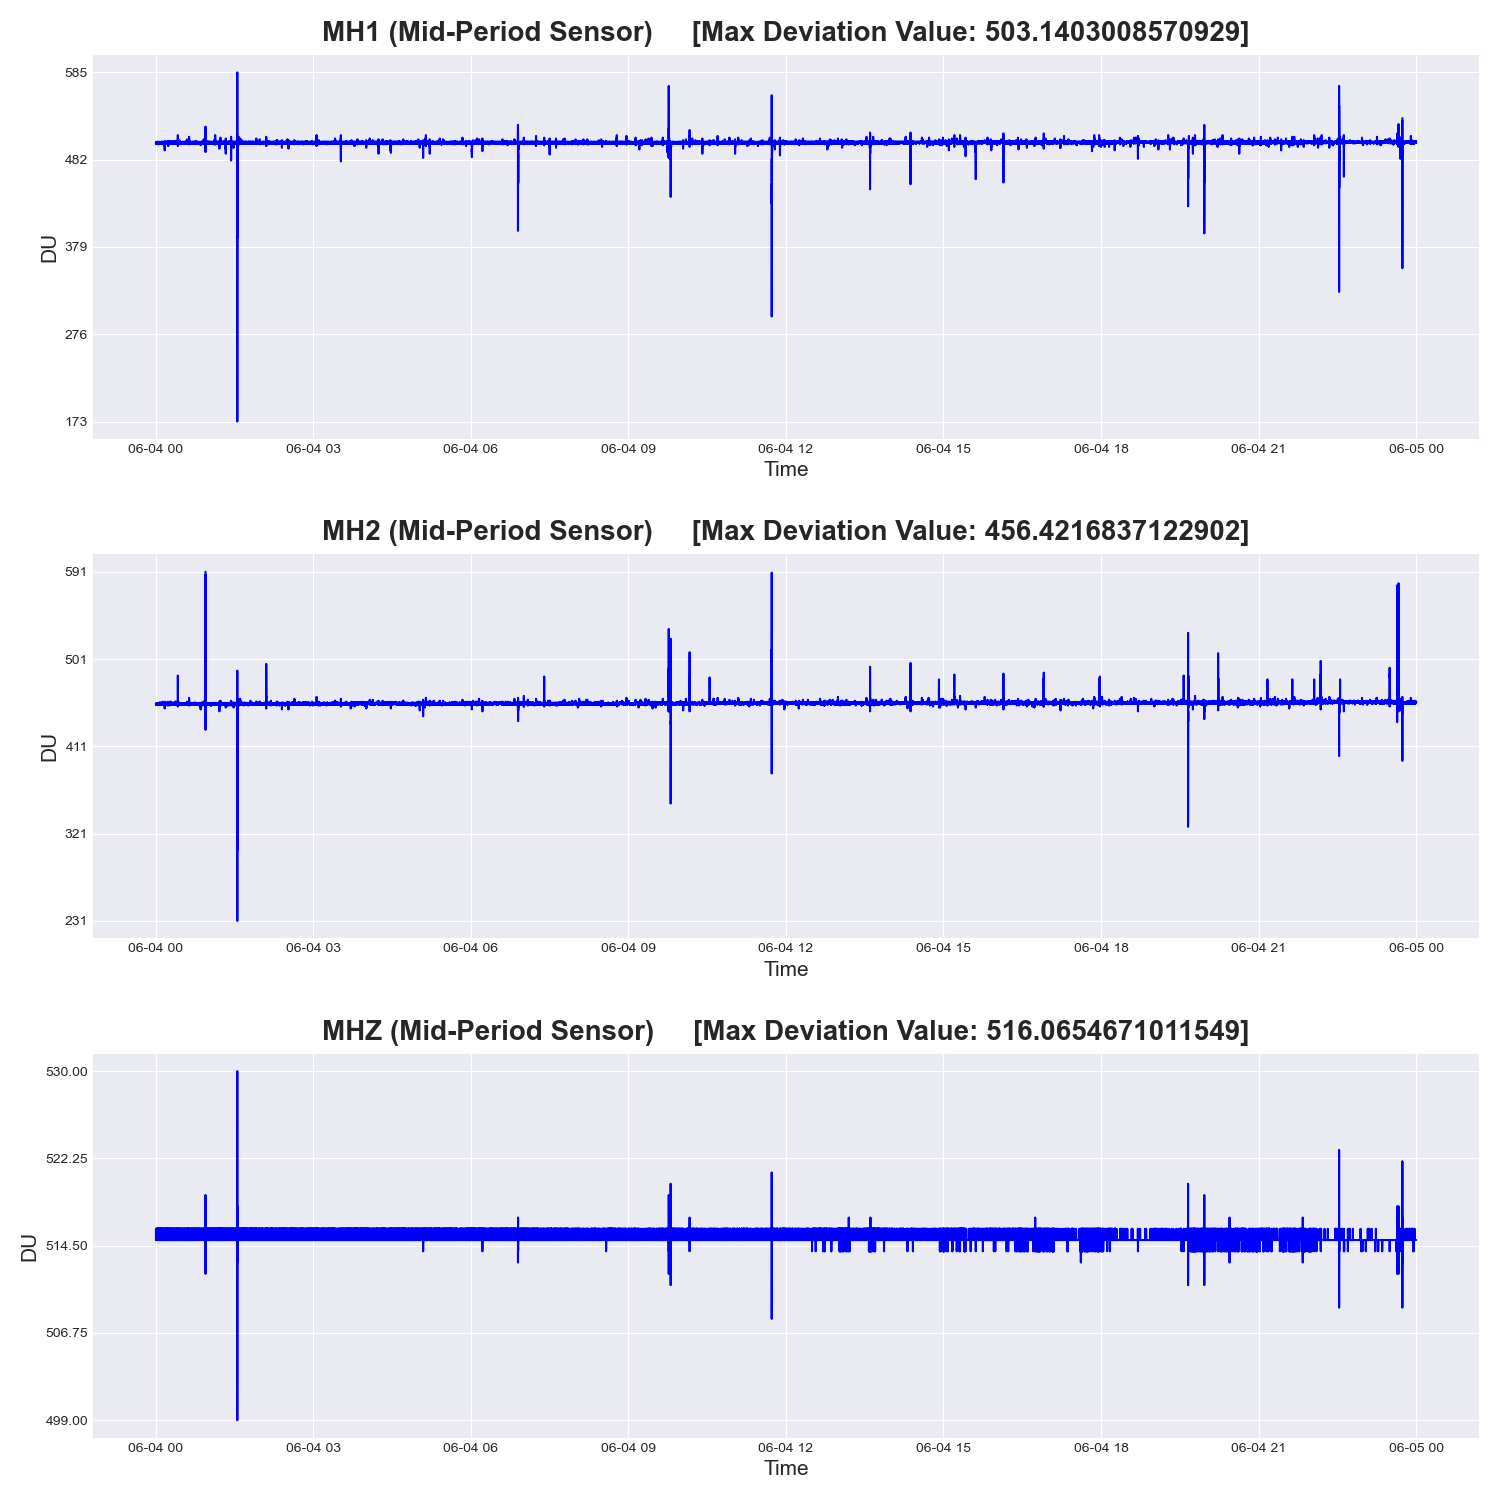 MH1 (Mid-Period Sensor) [Max Deviation Value: 503.1403008570929]
585
482
379
276
173
DU
06-04 00 06-04 03 06-04 06 06-04 09 06-04 12 06-04 15 06-04 18 06-04 21 06-05 00
Time
MH2 (Mid-Period Sensor) [Max Deviation Value: 456.4216837122902]
591
501
411
321
231
DU
06-04 00 06-04 03 06-04 06 06-04 09 06-04 12 06-04 15 06-04 18 06-04 21 06-05 00
Time
MHZ (Mid-Period Sensor) [Max Deviation Value: 516.0654671011549]
530.00
522.25
514.50
506.75
499.00
DU
06-04 00 06-04 03 06-04 06 06-04 09 06-04 12 06-04 15 06-04 18 06-04 21 06-05 00
Time